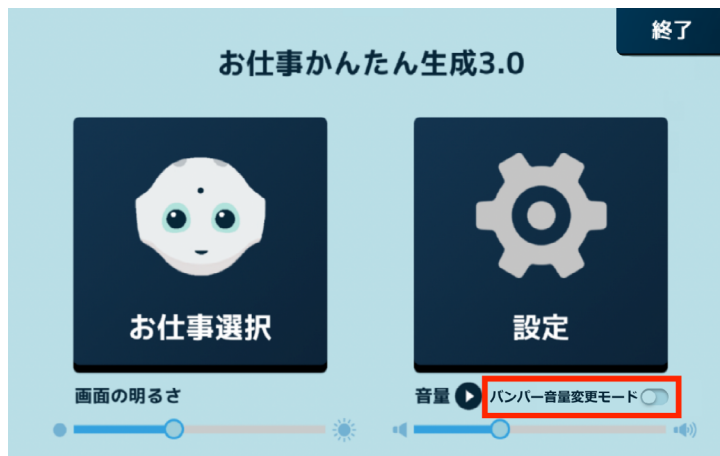 終了
お仕事かんたん生成3.0
お仕事選択
設定
画面の明るさ
音量
バンパー音量変更モード